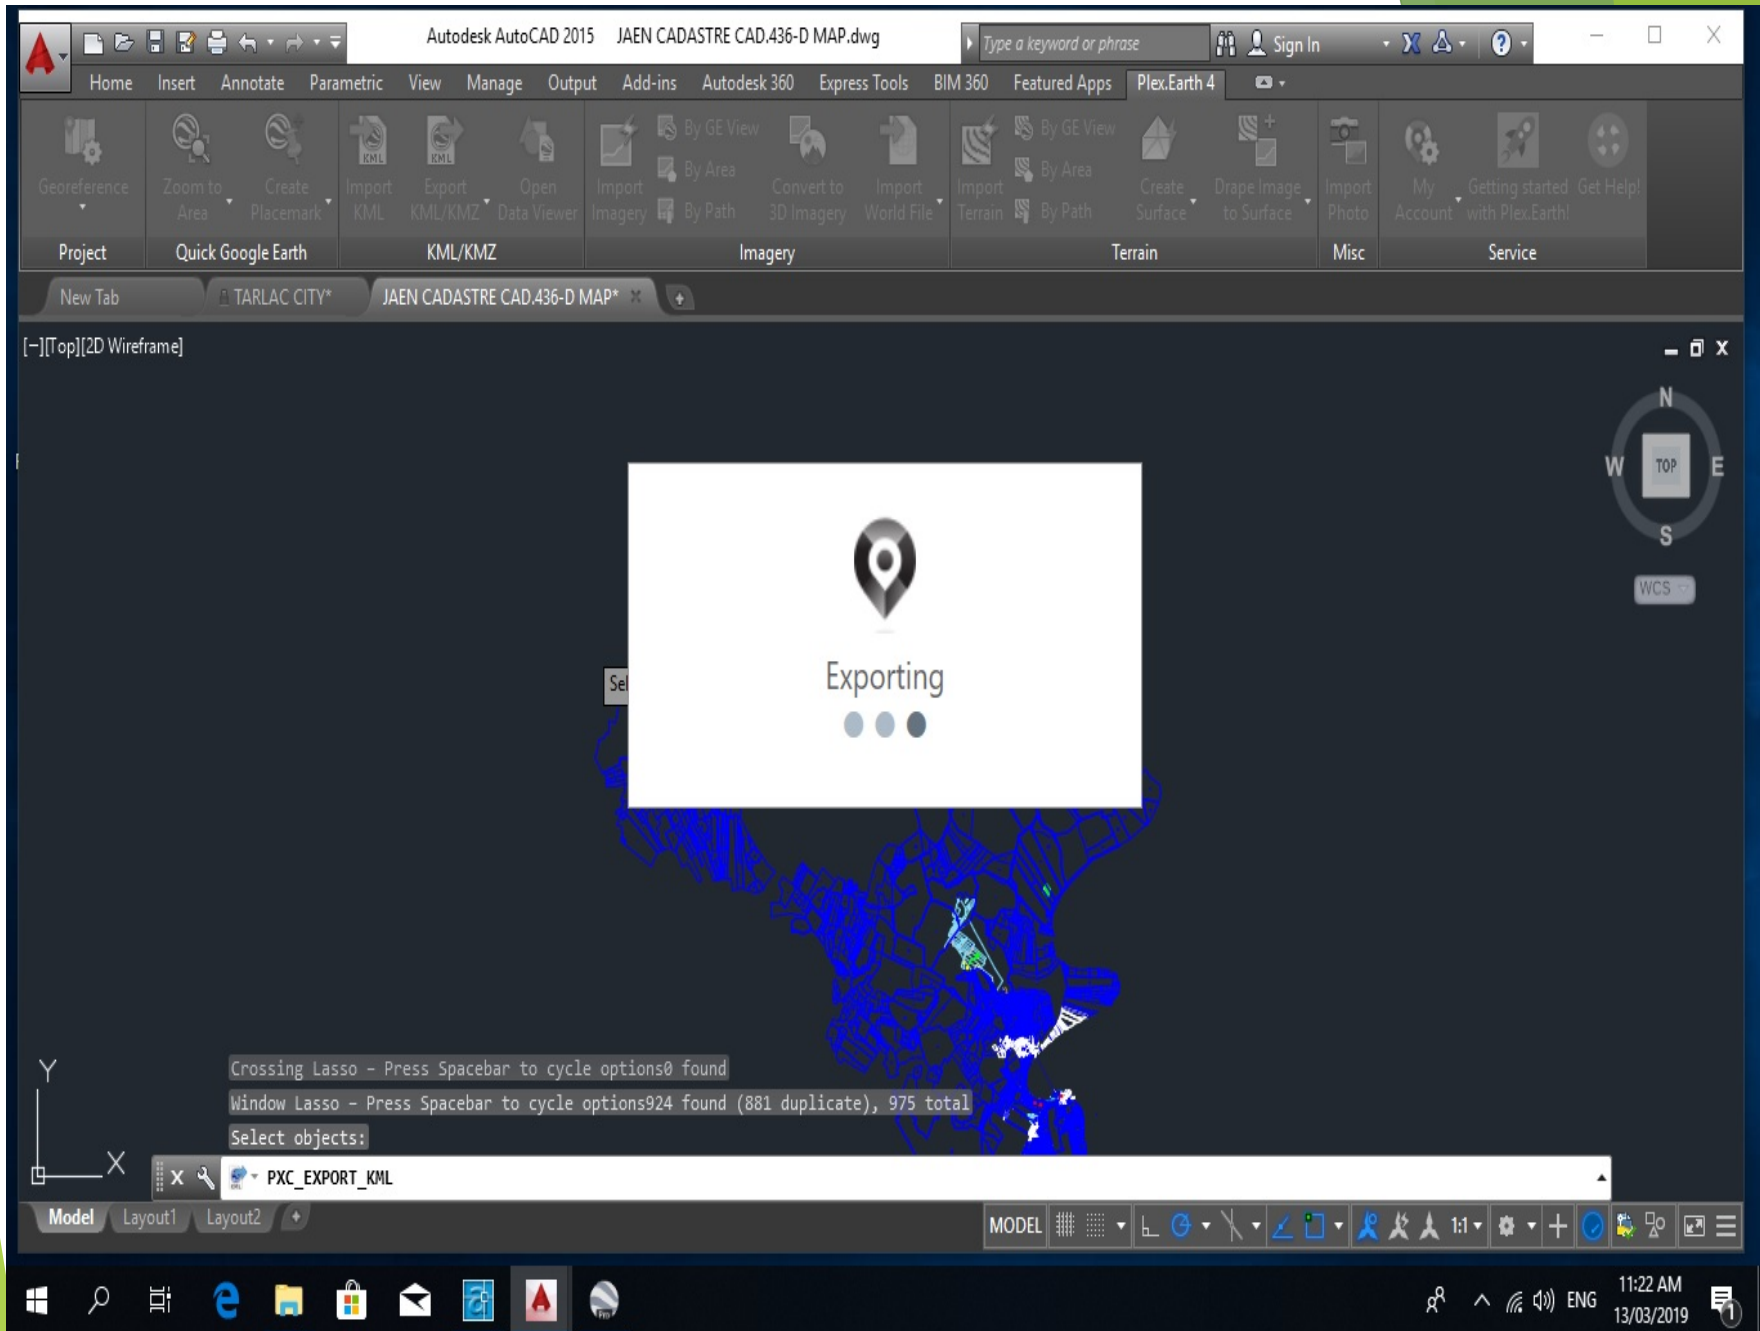 Autodesk AutoCAD 2015 JAEN CADASTRE CAD.436-D MAP.dwg Type a keyword or phrase Sign In
Home Insert Annotate Parametric View Manage Output Add-ins Autodesk 360 Express Tools BIM 360 Featured Apps Plex.Earth 4
Georeference
Zoom to Area
Create Placemark
KML
Import KML
KML
Export KML/KMZ
Open Data Viewer
Import Imagery
By GE View
By Area
By Path
Convert to 3D Imagery
Import World File
Import Terrain
By GE View
By Area
By Path
Create Surface
Drape Image to Surface
Import Photo
My Account
Getting started with Plex.Earth!
Get Help!
Project Quick Google Earth KML/KMZ Imagery Terrain Misc Service
New Tab TARLAC CITY* JAEN CADASTRE CAD.436-D MAP*
[−][Top][2D Wireframe]
N
W TOP E
S
WCS
Sel
Exporting
Crossing Lasso - Press Spacebar to cycle options0 found
Window Lasso - Press Spacebar to cycle options924 found (881 duplicate), 975 total
Select objects:
Y
X
PXC_EXPORT_KML
Model Layout1 Layout2
MODEL 1:1
ENG 11:22 AM
13/03/2019
1